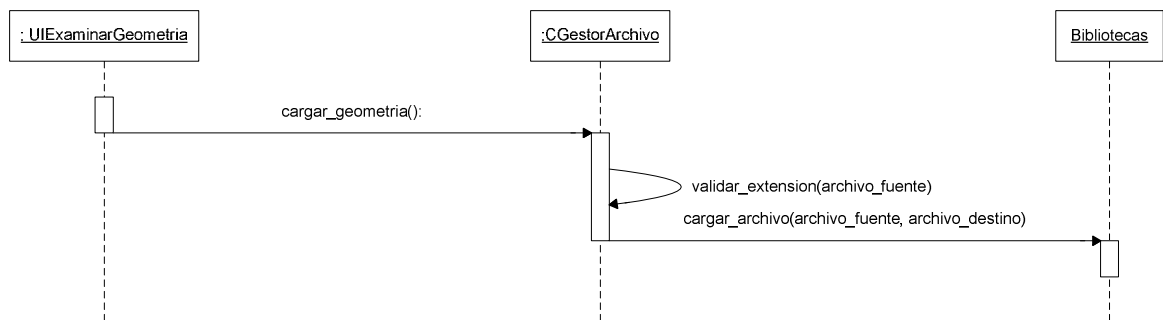 : UIExaminarGeometria
:CGestorArchivo
Bibliotecas
cargar_geometria():
validar_extension(archivo_fuente)
cargar_archivo(archivo_fuente, archivo_destino)